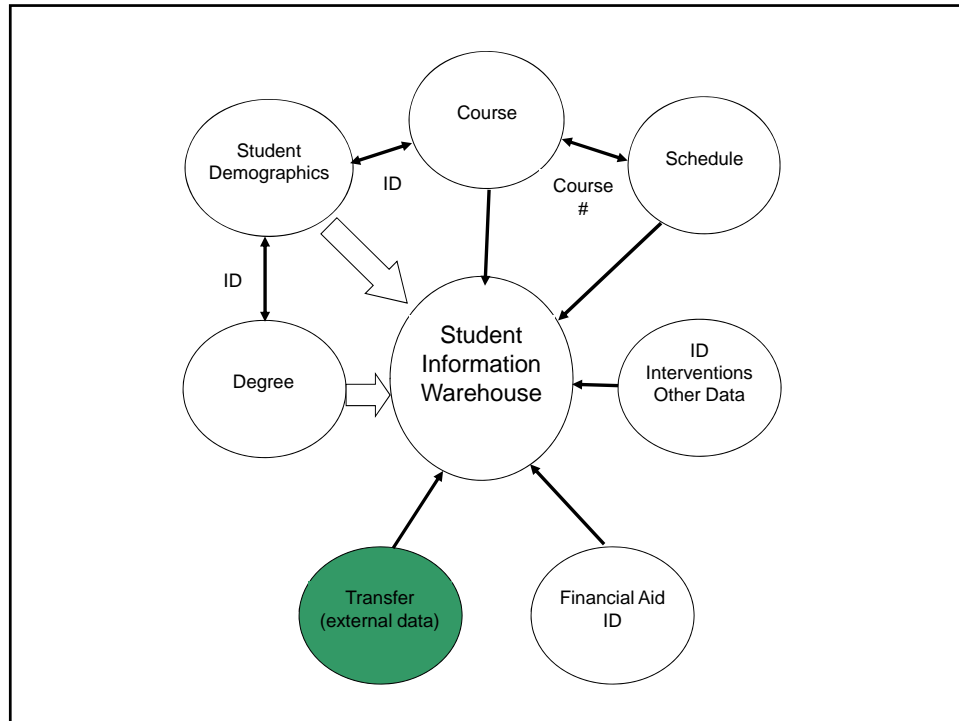 Course
Student
Demographics
Schedule
ID
Course
#
ID
Student
Information
Warehouse
Degree
ID
Interventions
Other Data
Transfer
(external data)
Financial Aid
ID